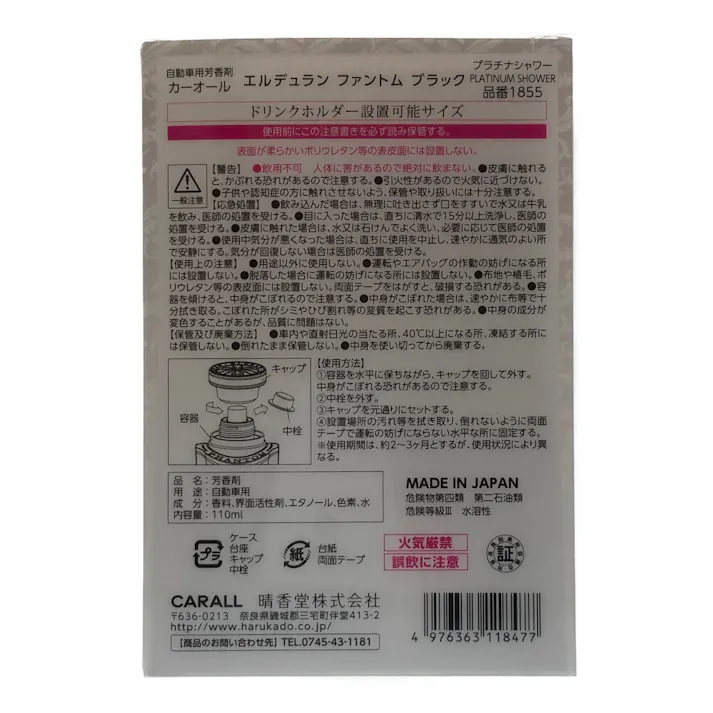 自動車用芳香剤
カーオール エルデュラン ファントム ブラック プラチナシャワー
PLATINUM SHOWER
品番1855
ドリンクホルダー設置可能サイズ
使用前にこの注意書きを必ず読み保管する。
表面が柔らかいポリウレタン等の表皮面には設置しない。
一般注意
【警告】 ●飲用不可 人体に害があるので絶対に飲まない。●皮膚に触れる
と、かぶれる恐れがあるので注意する。●引火性があるので火気に近づけない。
●子供や認知症の方に触れさせないよう、保管や取り扱いには十分注意する。
【応急処置】 ●飲み込んだ場合は、無理に吐き出さず口をすすいで水又は牛乳
を飲み、医師の処置を受ける。●目に入った場合は、直ちに清水で15分以上洗浄し、医師の
処置を受ける。●皮膚に触れた場合は、水又は石けんでよく洗い、必要に応じて医師の処
置を受ける。●使用中気分が悪くなった場合は、直ちに使用を中止し、速やかに通気のよい所
で安静にする。気分が回復しない場合は医師の処置を受ける。
【使用上の注意】 ●用途以外に使用しない。●運転やエアバッグの作動の妨げになる所
には設置しない。●脱落した場合に運転の妨げになる所には設置しない。●布地や植毛、ポ
リウレタン等の表皮面には設置しない。両面テープをはがすと、破損する恐れがある。●容
器を傾けると、中身がこぼれるので注意する。●中身がこぼれた場合は、速やかに布等で十
分拭き取る。こぼれた所がシミやひび割れ等の変質を起こす恐れがある。●中身の成分が
変色することがあるが、品質に問題はない。
【保管及び廃棄方法】 ●車内や直射日光の当たる所、40℃以上になる所、凍結する所に
は保管しない。●倒れたまま保管しない。●中身を使い切ってから廃棄する。
キャップ
容器
中栓
PHANTOM
【使用方法】
①容器を水平に保ちながら、キャップを回して外す。
中身がこぼれる恐れがあるので注意する。
②中栓を外す。
③キャップを元通りにセットする。
④設置場所の汚れ等を拭き取り、倒れないように両面
テープで運転の妨げにならない水平な所に固定する。
※使用期間は、約2～3ヶ月とするが、使用状況により異
なる。
品 名：芳香剤
用 途：自動車用
成 分：香料、界面活性剤、エタノール、色素、水
内容量：110ml
MADE IN JAPAN
危険物第四類 第二石油類
危険等級Ⅲ 水溶性
プラ
ケース
台座
キャップ
中栓
紙
台紙
両面テープ
火気厳禁
誤飲に注意
証
CARALL 晴香堂株式会社
〒636-0213 奈良県磯城郡三宅町伴堂413-2
http://www.harukado.co.jp/
【商品のお問い合わせ先】TEL.0745-43-1181
4 976363 118477